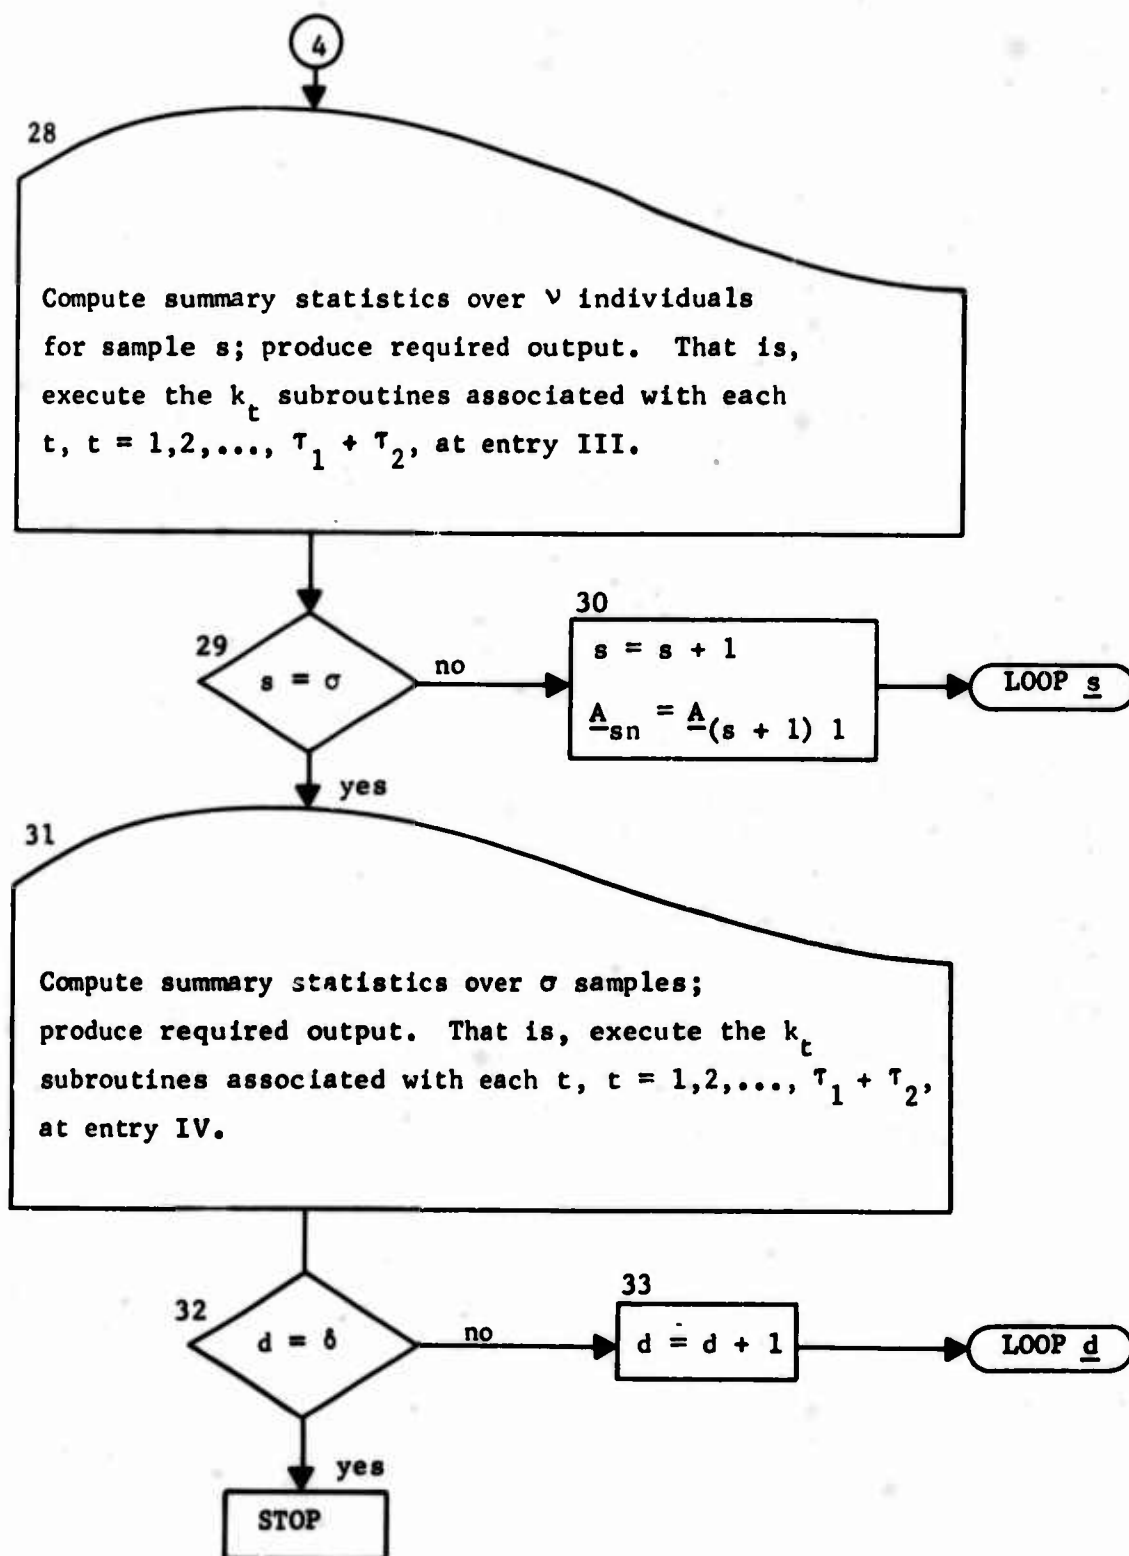 4
28
Compute summary statistics over ν individuals
for sample s; produce required output. That is,
execute the k_t subroutines associated with each
t, t = 1,2,..., τ_1 + τ_2, at entry III.
29
s = σ
no
30
s = s + 1
A_sn = A_(s + 1) 1
LOOP s
yes
31
Compute summary statistics over σ samples;
produce required output. That is, execute the k_t
subroutines associated with each t, t = 1,2,..., τ_1 + τ_2,
at entry IV.
32
d = δ
no
33
d = d + 1
LOOP d
yes
STOP